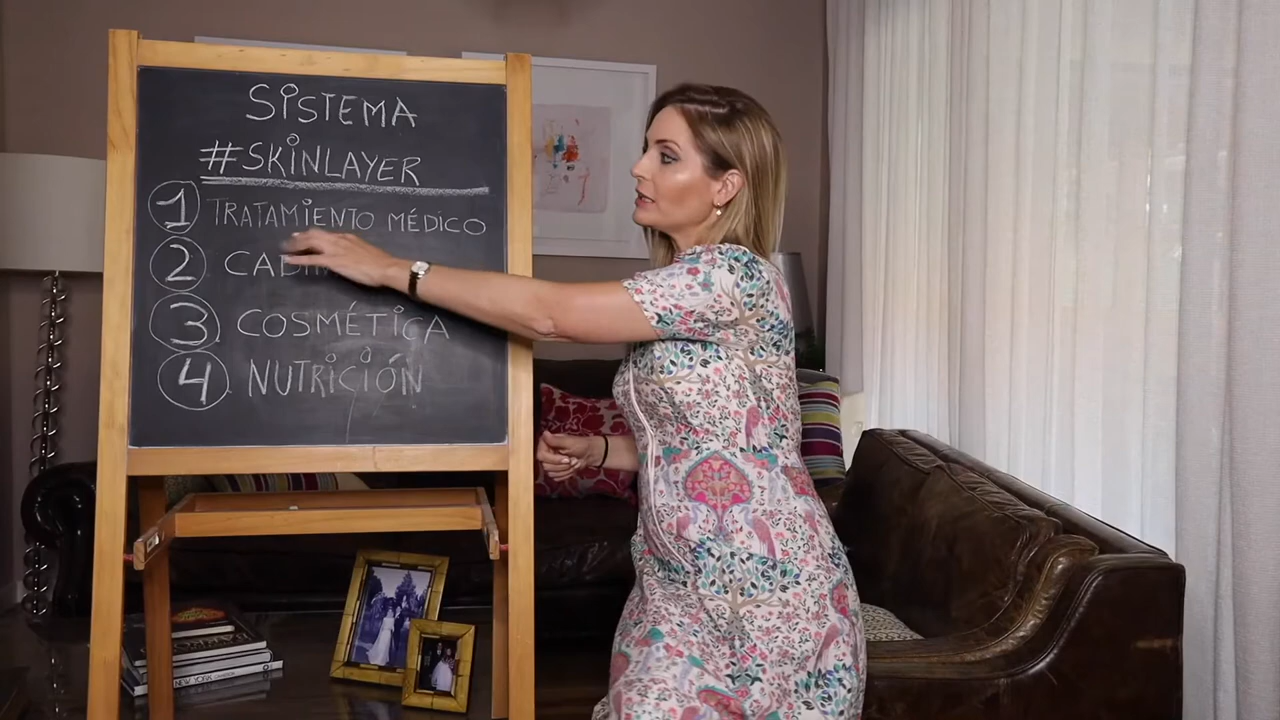 SISTEMA
#SKINLAYER
1 TRATAMIENTO MÉDICO
2
3 COSMÉTICA
4 NUTRICIÓN
NEW YORK